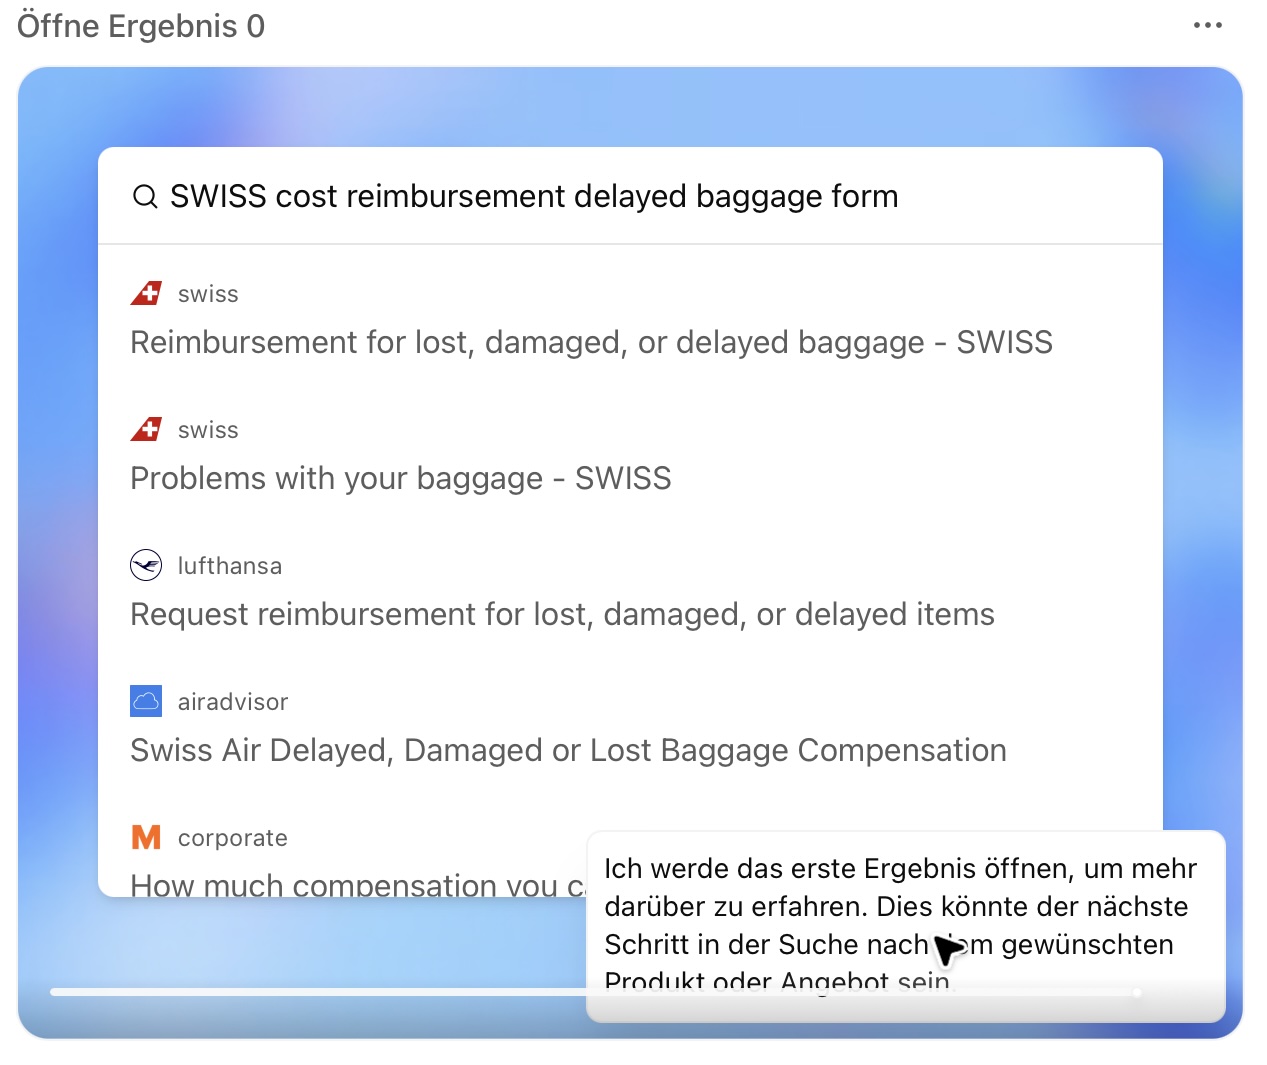 Öffne Ergebnis 0
SWISS cost reimbursement delayed baggage form
swiss
Reimbursement for lost, damaged, or delayed baggage - SWISS
swiss
Problems with your baggage - SWISS
lufthansa
Request reimbursement for lost, damaged, or delayed items
airadvisor
Swiss Air Delayed, Damaged or Lost Baggage Compensation
M corporate
How much compensation you
Ich werde das erste Ergebnis öffnen, um mehr
darüber zu erfahren. Dies könnte der nächste
Schritt in der Suche nach dem gewünschten
Produkt oder Angebot sein.